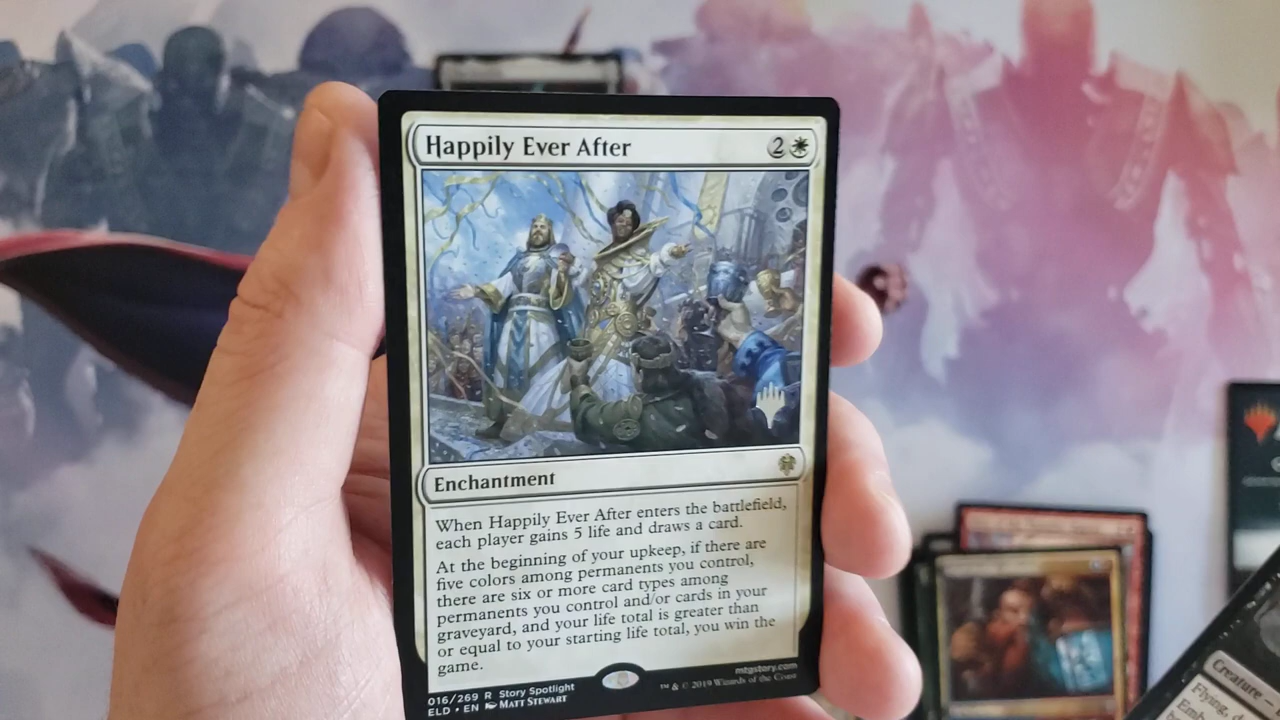 Happily Ever After 2
Enchantment
When Happily Ever After enters the battlefield,
each player gains 5 life and draws a card.
At the beginning of your upkeep, if there are
five colors among permanents you control,
there are six or more card types among
permanents you control and/or cards in your
graveyard, and your life total is greater than
or equal to your starting life total, you win the
game.
016/269 R Story Spotlight
ELD • EN Matt Stewart
mtgstory.com
™ & © 2019 Wizards of the Coast
Creature –
Flying,